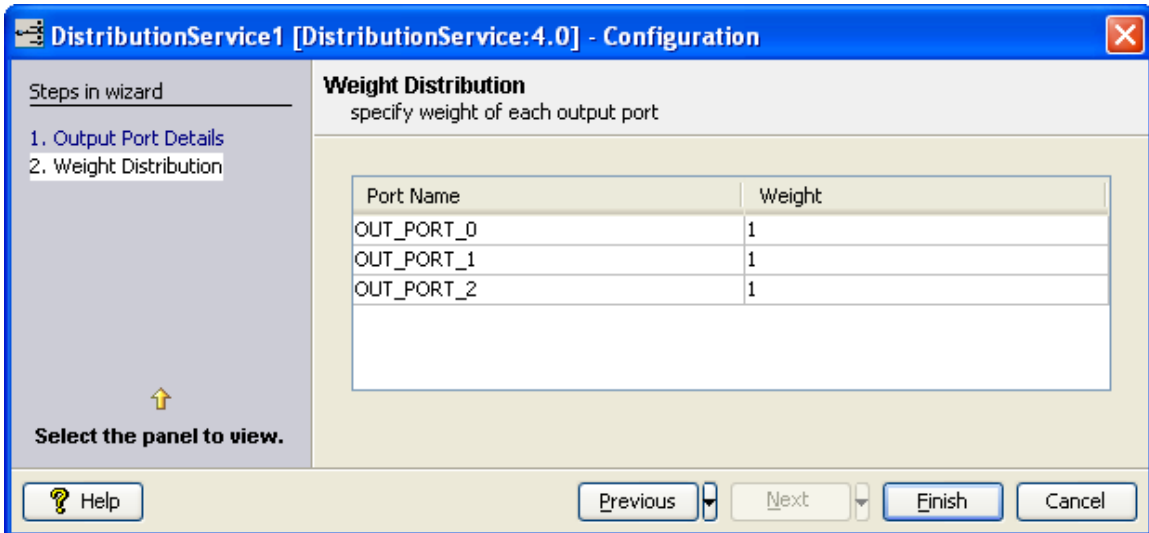 DistributionService1 [DistributionService:4.0] - Configuration
Steps in wizard
1. Output Port Details
2. Weight Distribution
Select the panel to view.
Weight Distribution
specify weight of each output port
Port Name Weight
OUT_PORT_0 1
OUT_PORT_1 1
OUT_PORT_2 1
Help Previous Next Finish Cancel